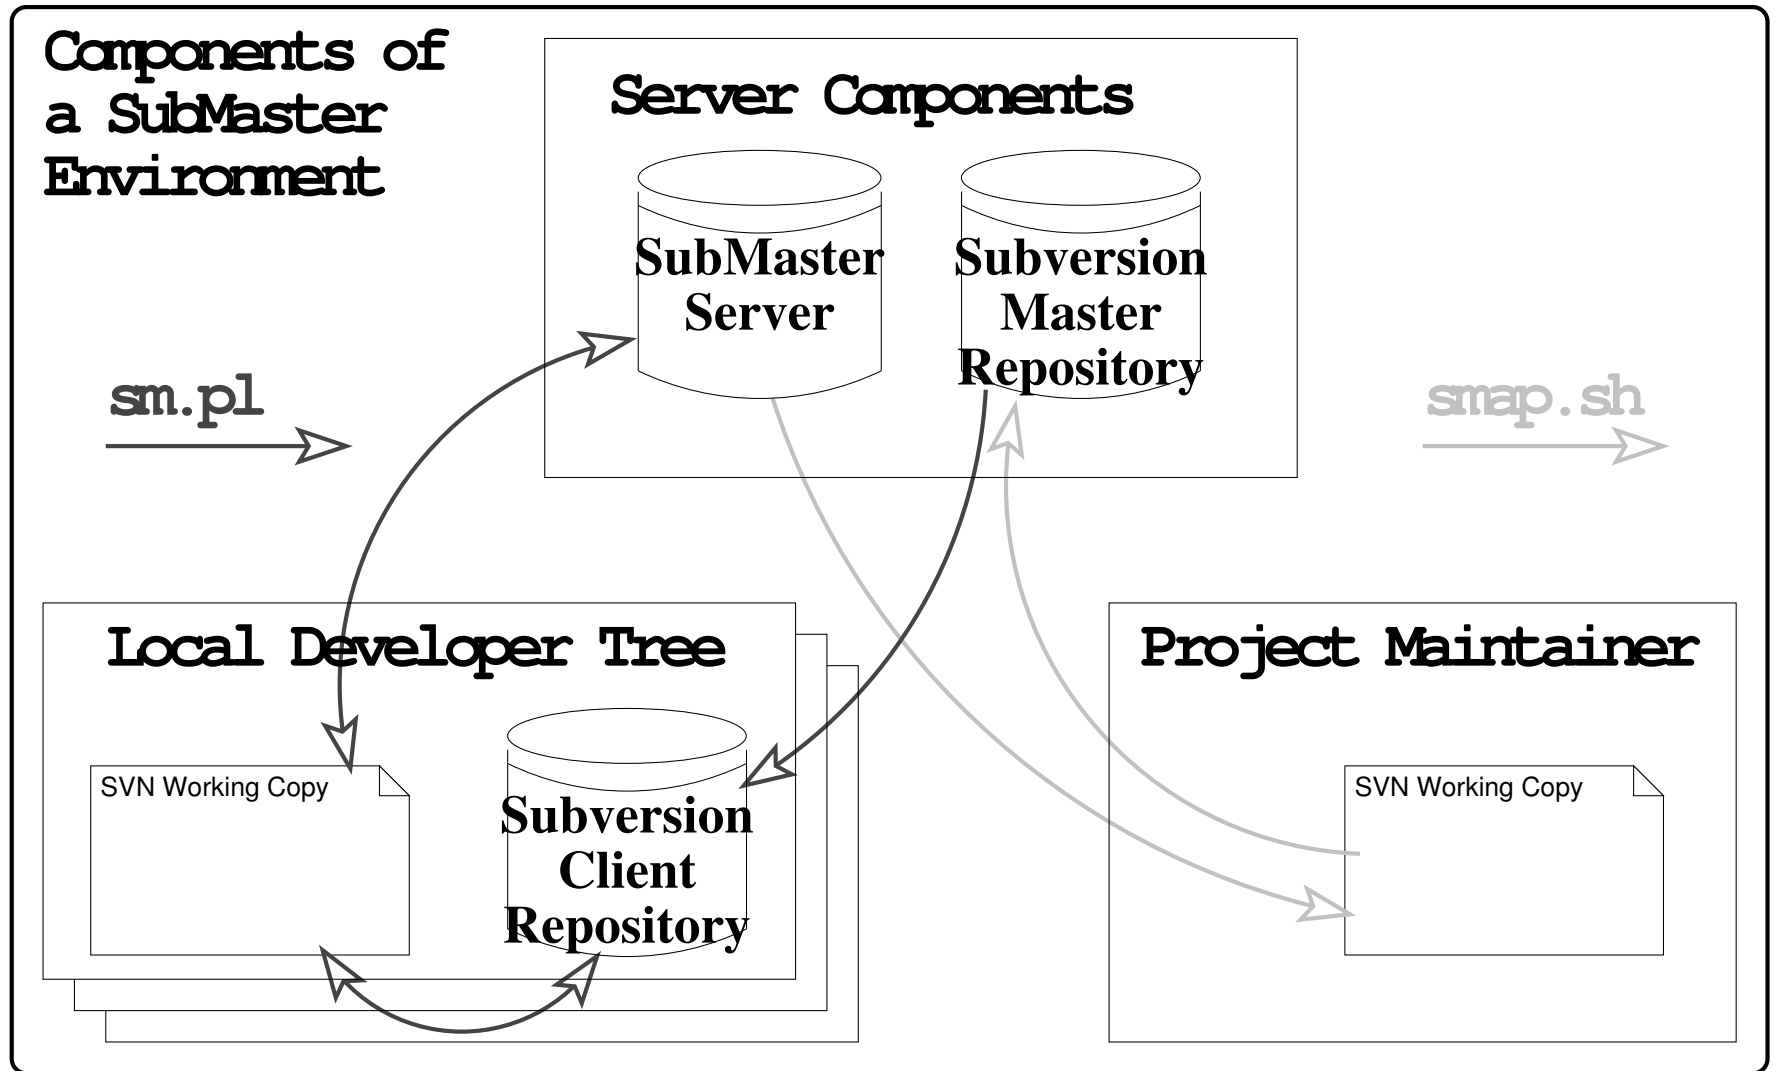 Components of
a SubMaster
Environment
Server Components
SubMaster
Server
Subversion
Master
Repository
sm.pl
smap.sh
Local Developer Tree
SVN Working Copy
Subversion
Client
Repository
Project Maintainer
SVN Working Copy